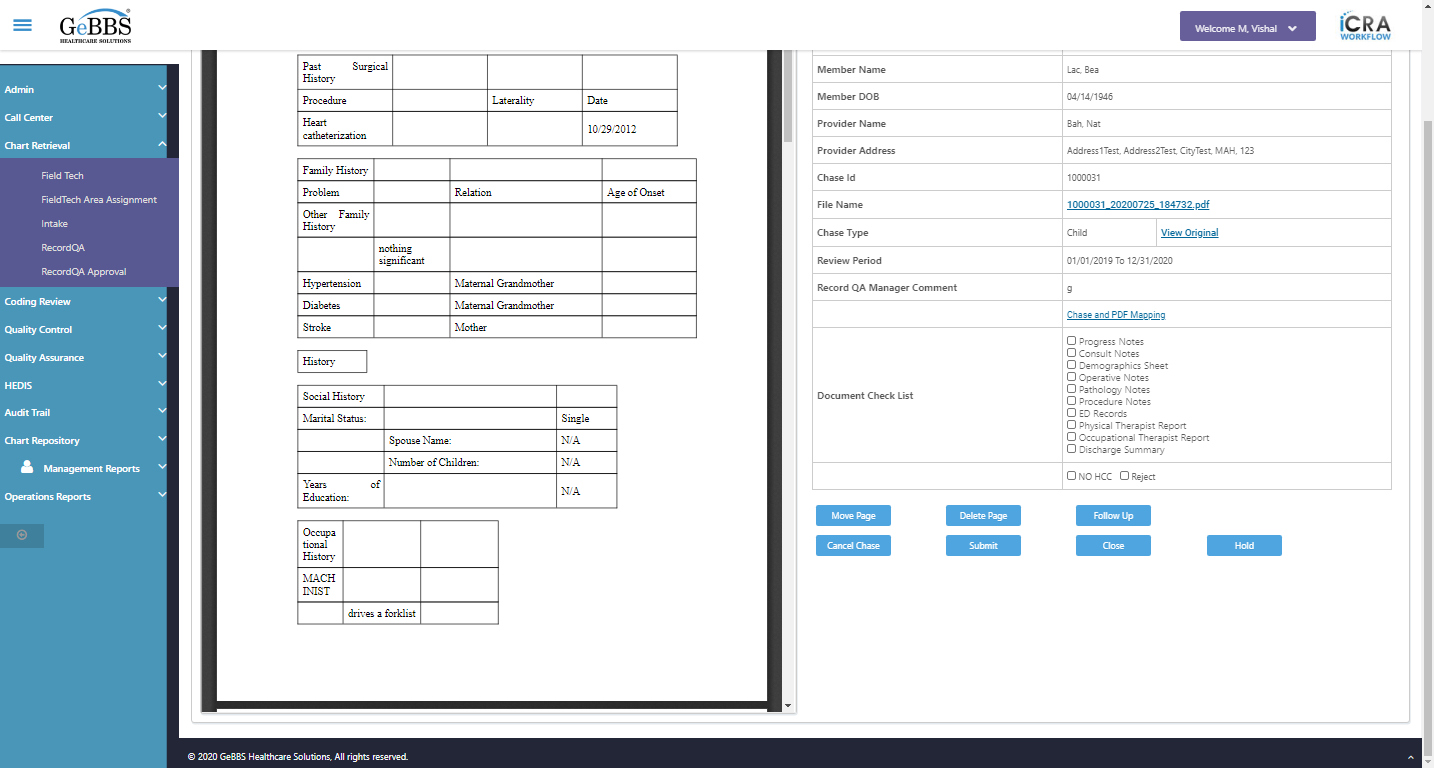 GeBBS
HEALTHCARE SOLUTIONS
Welcome M, Vishal
iCRA
WORKFLOW
Admin
Call Center
Chart Retrieval
Field Tech
FieldTech Area Assignment
Intake
RecordQA
RecordQA Approval
Coding Review
Quality Control
Quality Assurance
HEDIS
Audit Trail
Chart Repository
Management Reports
Operations Reports
Past Surgical
History
Procedure Laterality Date
Heart
catheterization 10/29/2012
Family History
Problem Relation Age of Onset
Other Family
History
nothing
significant
Hypertension Maternal Grandmother
Diabetes Maternal Grandmother
Stroke Mother
History
Social History
Marital Status: Single
Spouse Name: N/A
Number of Children: N/A
Years of
Education: N/A
Occupa
tional
History
MACH
INIST
drives a forklist
Member Name Lac, Bea
Member DOB 04/14/1946
Provider Name Bah, Nat
Provider Address Address1Test, Address2Test, CityTest, MAH, 123
Chase Id 1000031
File Name 1000031_20200725_184732.pdf
Chase Type Child View Original
Review Period 01/01/2019 To 12/31/2020
Record QA Manager Comment g
Chase and PDF Mapping
Document Check List
Progress Notes
Consult Notes
Demographics Sheet
Operative Notes
Pathology Notes
Procedure Notes
ED Records
Physical Therapist Report
Occupational Therapist Report
Discharge Summary
NO HCC Reject
Move Page Delete Page Follow Up
Cancel Chase Submit Close Hold
© 2020 GeBBS Healthcare Solutions, All rights reserved.